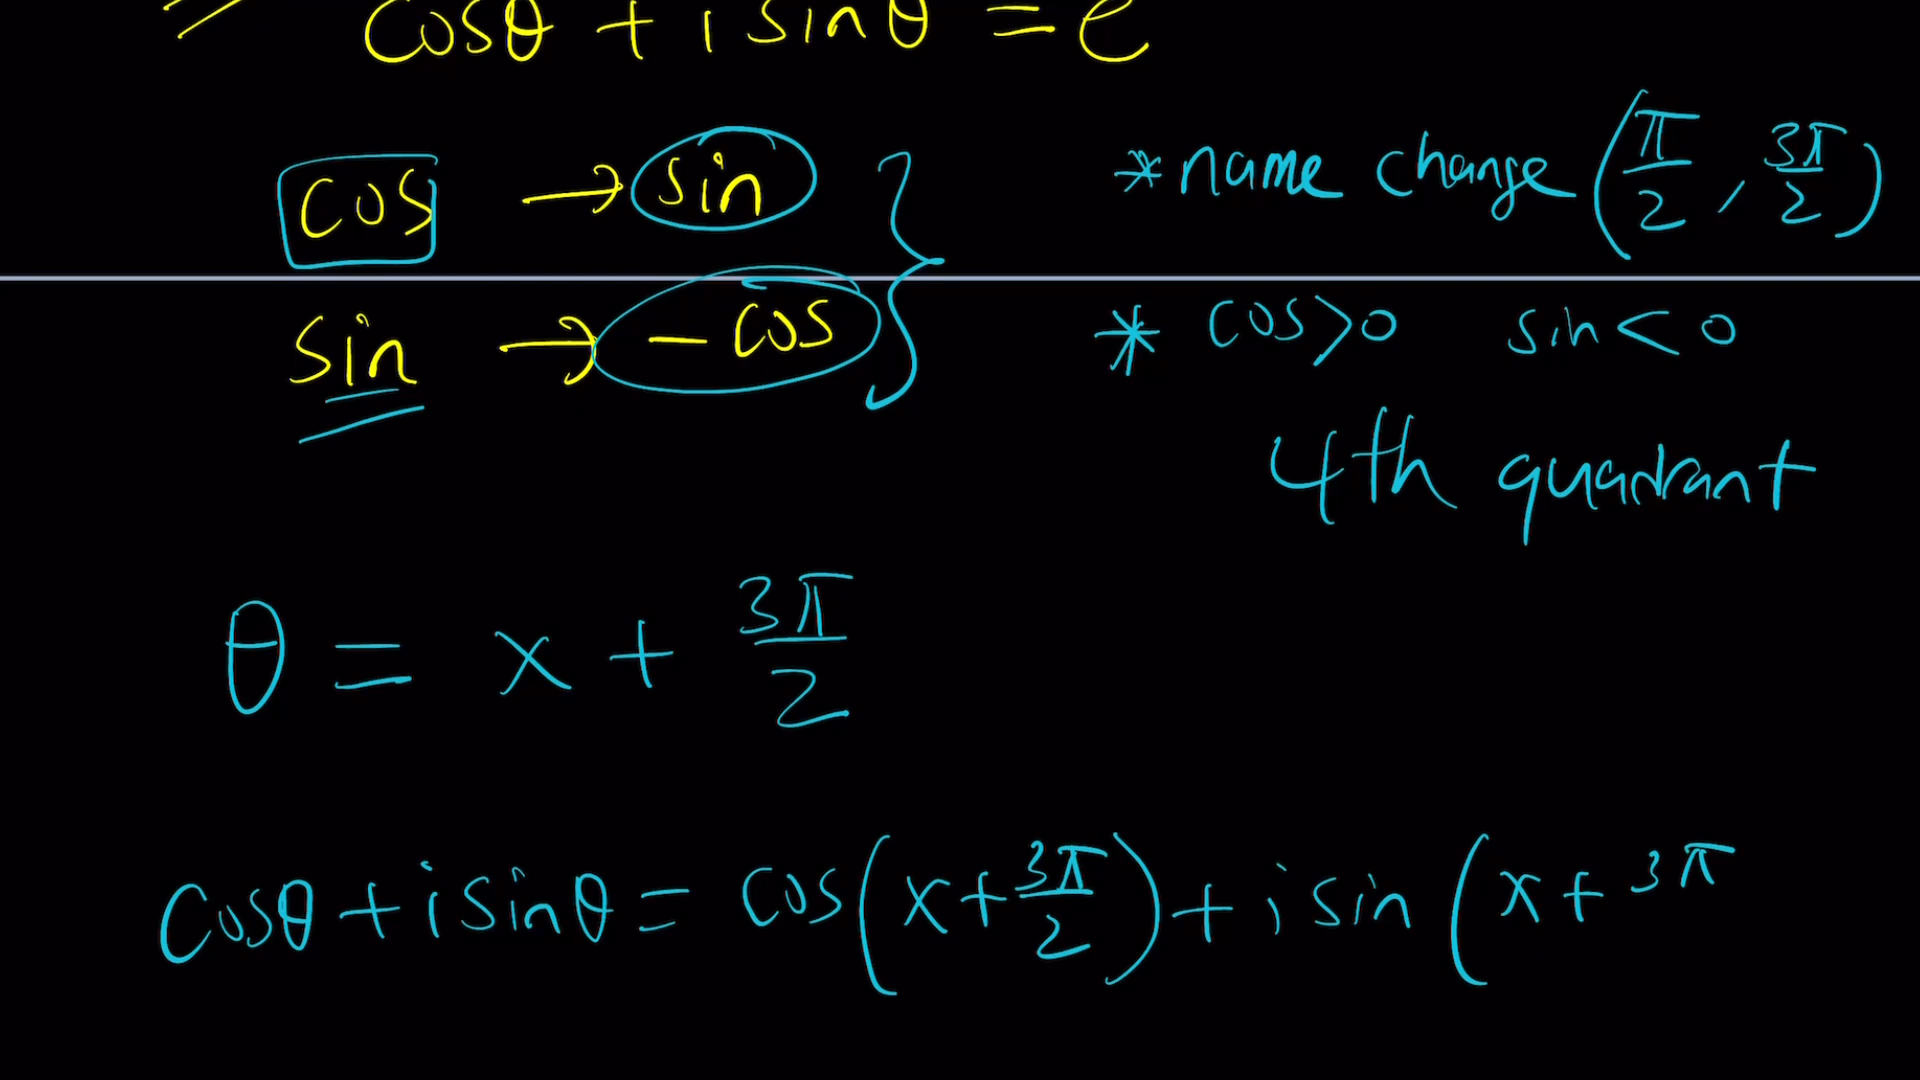 = cosθ + i sinθ = e
cos → sin } * name change (π/2, 3π/2)
sin → - cos * cos>0 sin<0
4th quadrant
θ = x + 3π/2
cosθ + i sinθ = cos(x + 3π/2) + i sin(x + 3π